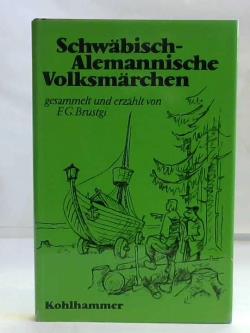 Schwäbisch-
Alemannische
Volksmärchen
gesammelt und erzählt von
F.G. Brustgi
Kohlhammer